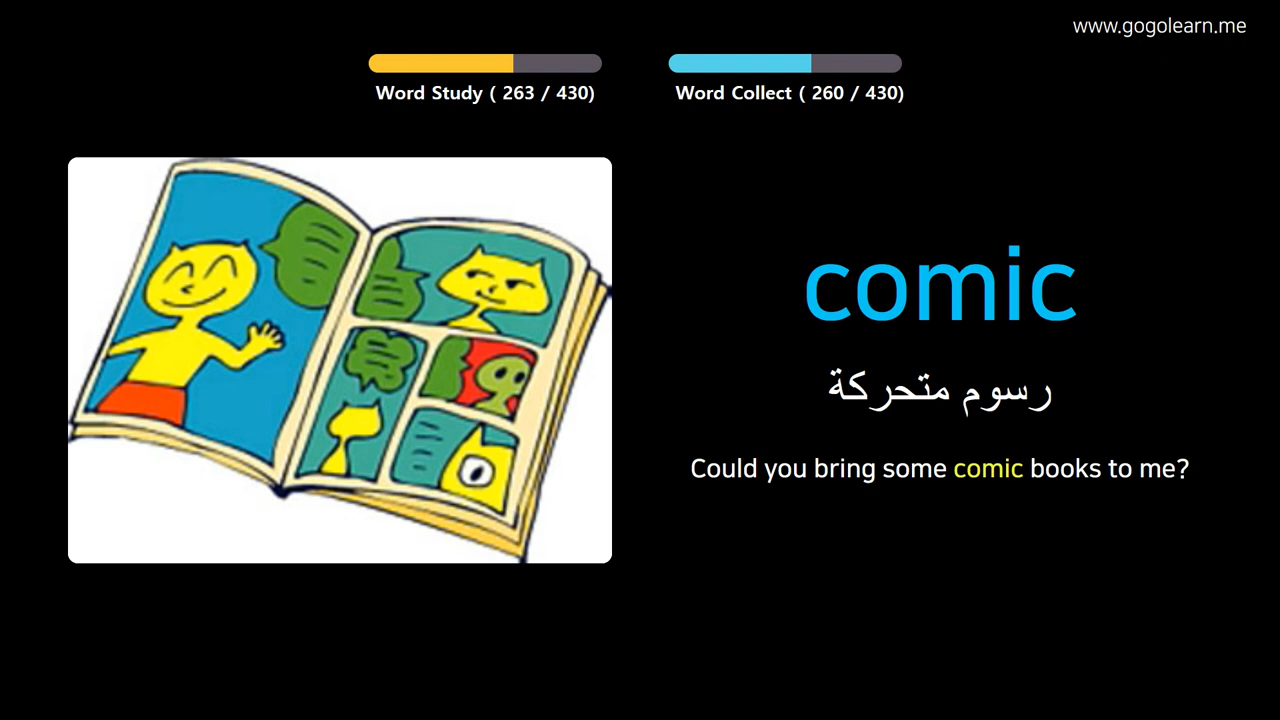 www.gogolearn.me
Word Study ( 263 / 430)
Word Collect ( 260 / 430)
comic
رسوم متحركة
Could you bring some comic books to me?